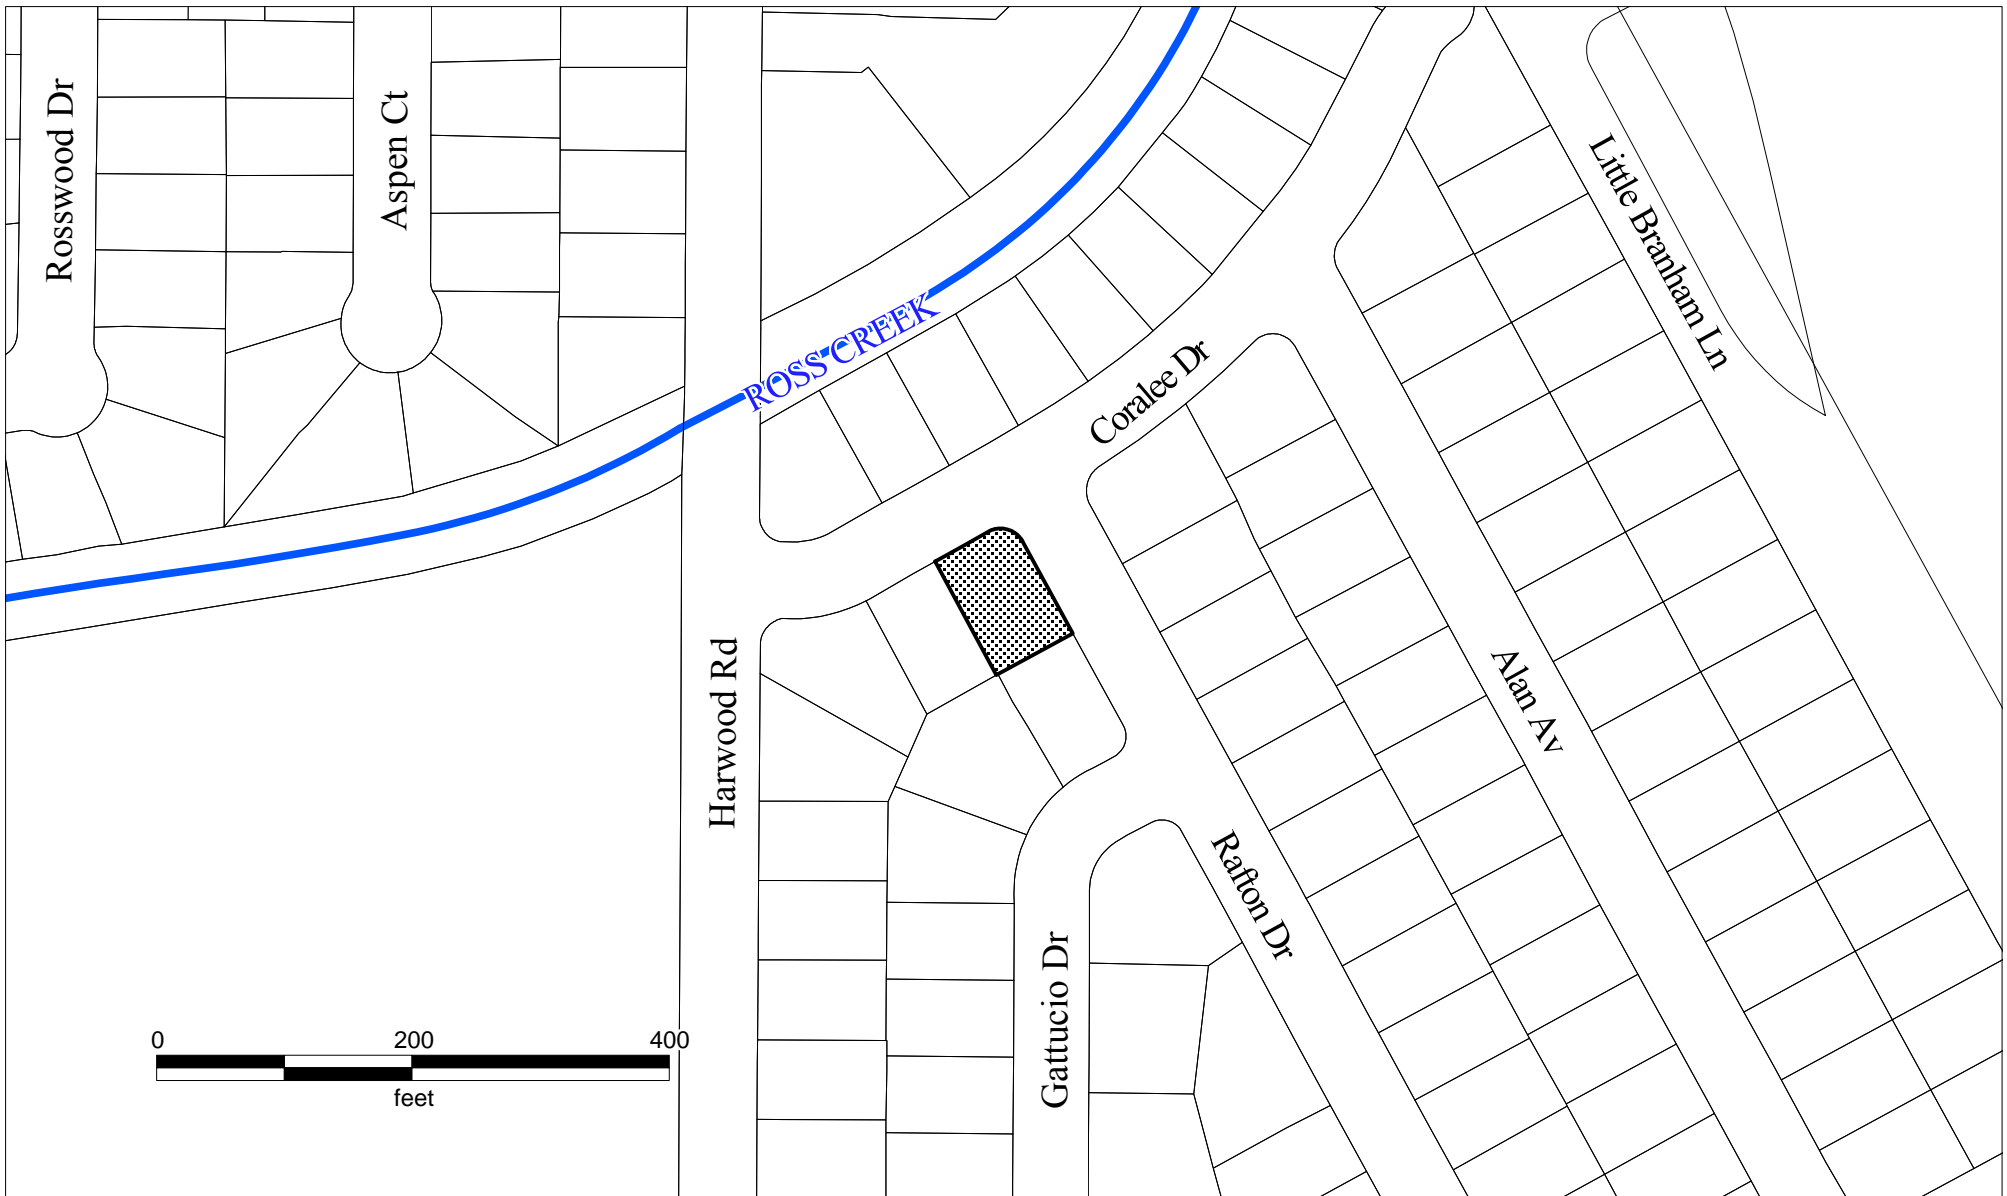 Rosswood Dr
Aspen Ct
Little Branham Ln
ROSS CREEK
Coralee Dr
Harwood Rd
Alan Av
Rafton Dr
Gattucio Dr
0 200 400
feet